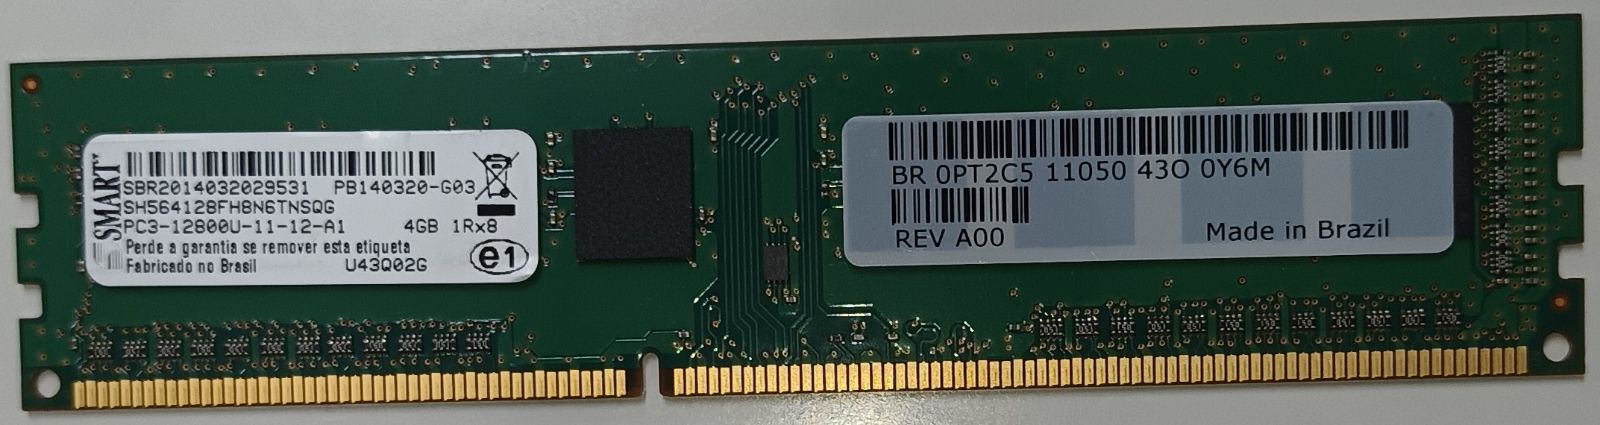 SMART
SBR2014032029531 PB140320-G03
SH564128FH8N6TNSQG
PC3-12800U-11-12-A1 4GB 1Rx8
Perde a garantia se remover esta etiqueta
Fabricado no Brasil U43Q02G
e1
BR 0PT2C5 11050 43O 0Y6M
REV A00
Made in Brazil